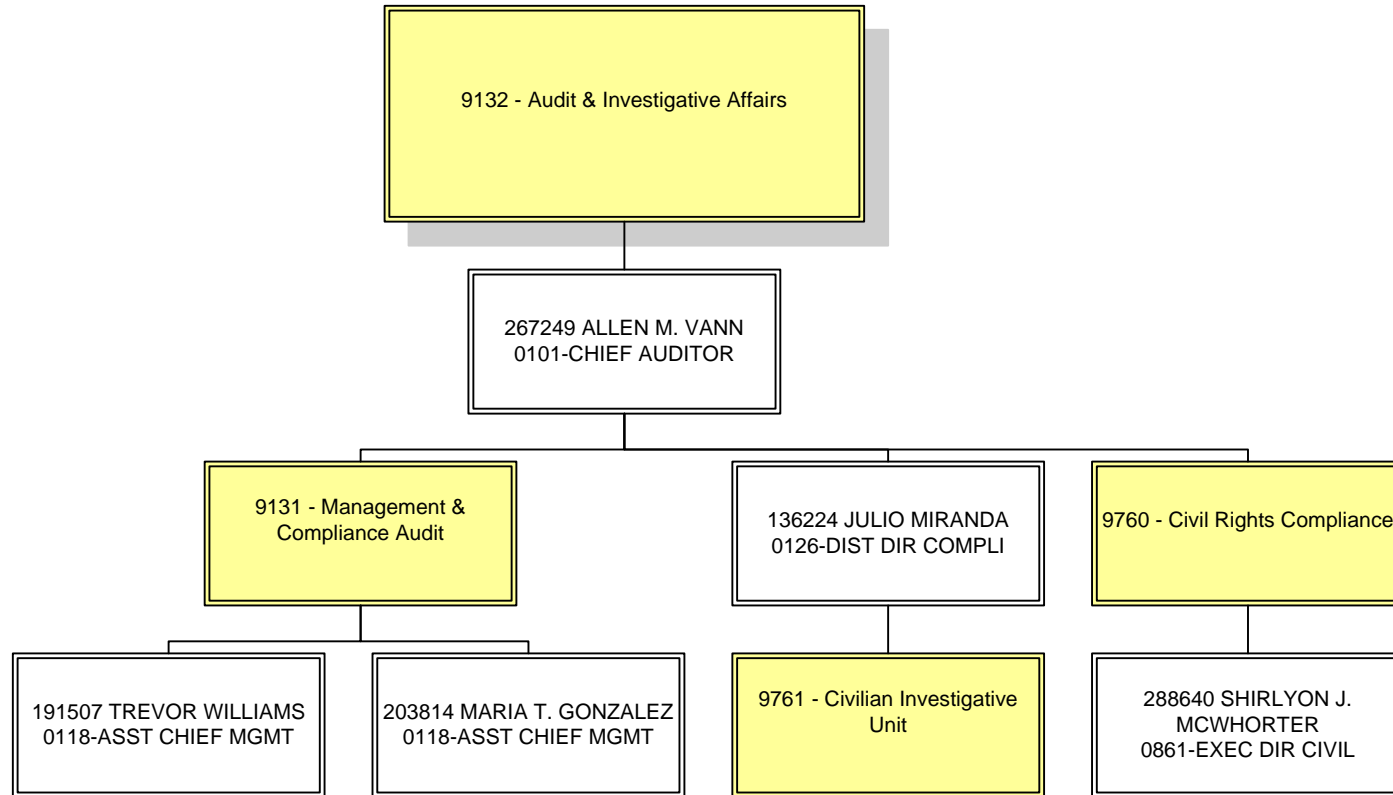 9132 - Audit & Investigative Affairs
267249 ALLEN M. VANN
0101-CHIEF AUDITOR
9131 - Management &
Compliance Audit
136224 JULIO MIRANDA
0126-DIST DIR COMPLI
9760 - Civil Rights Compliance
191507 TREVOR WILLIAMS
0118-ASST CHIEF MGMT
203814 MARIA T. GONZALEZ
0118-ASST CHIEF MGMT
9761 - Civilian Investigative
Unit
288640 SHIRLYON J.
MCWHORTER
0861-EXEC DIR CIVIL